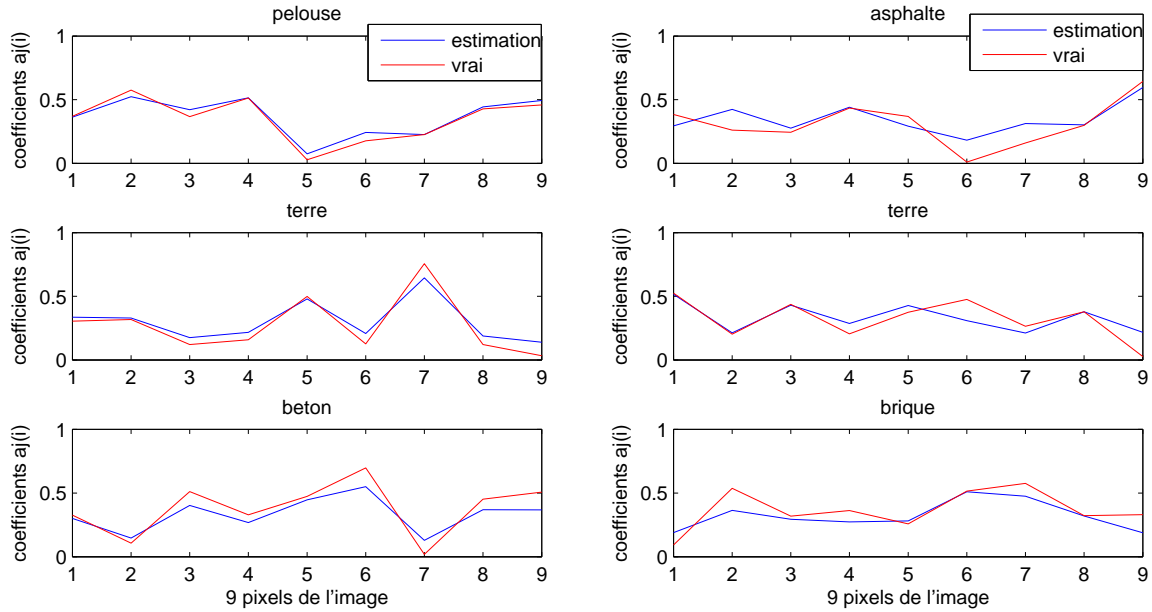 pelouse
estimation
vrai
coefficients aj(i)
1
0.5
0
1 2 3 4 5 6 7 8 9
terre
coefficients aj(i)
1
0.5
0
1 2 3 4 5 6 7 8 9
beton
coefficients aj(i)
1
0.5
0
1 2 3 4 5 6 7 8 9
9 pixels de l'image
asphalte
estimation
vrai
coefficients aj(i)
1
0.5
0
1 2 3 4 5 6 7 8 9
terre
coefficients aj(i)
1
0.5
0
1 2 3 4 5 6 7 8 9
brique
coefficients aj(i)
1
0.5
0
1 2 3 4 5 6 7 8 9
9 pixels de l'image